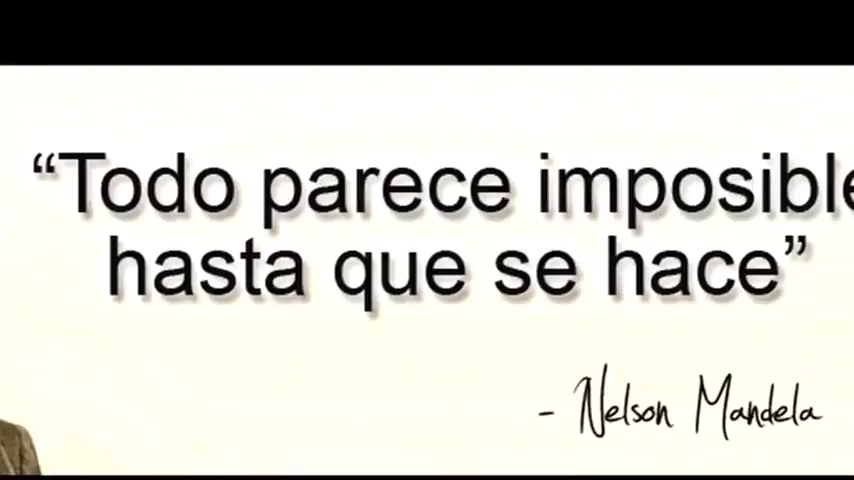 “Todo parece imposible
hasta que se hace”
- Nelson Mandela